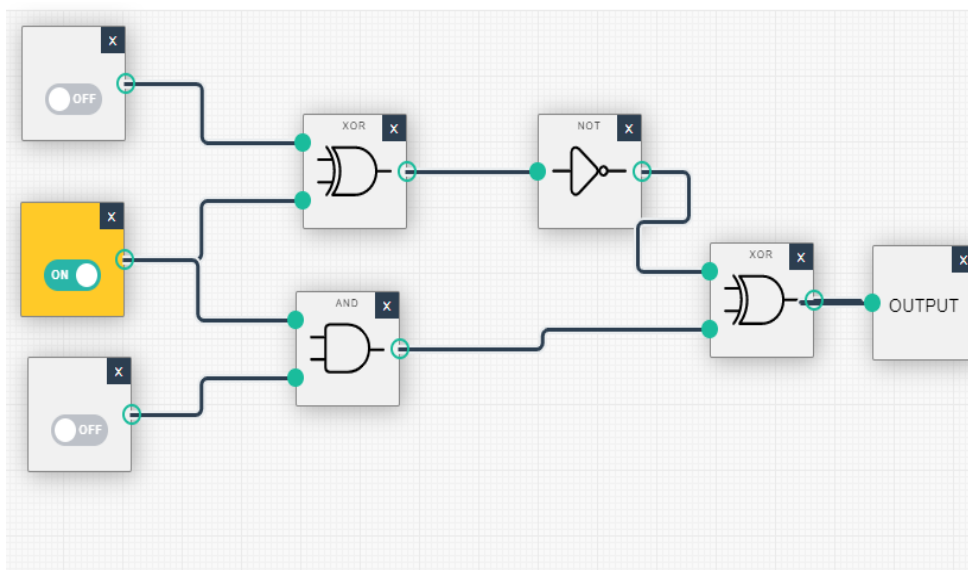 X
OFF
XOR X
NOT X
X
ON
XOR X
X
OUTPUT
AND X
X
OFF